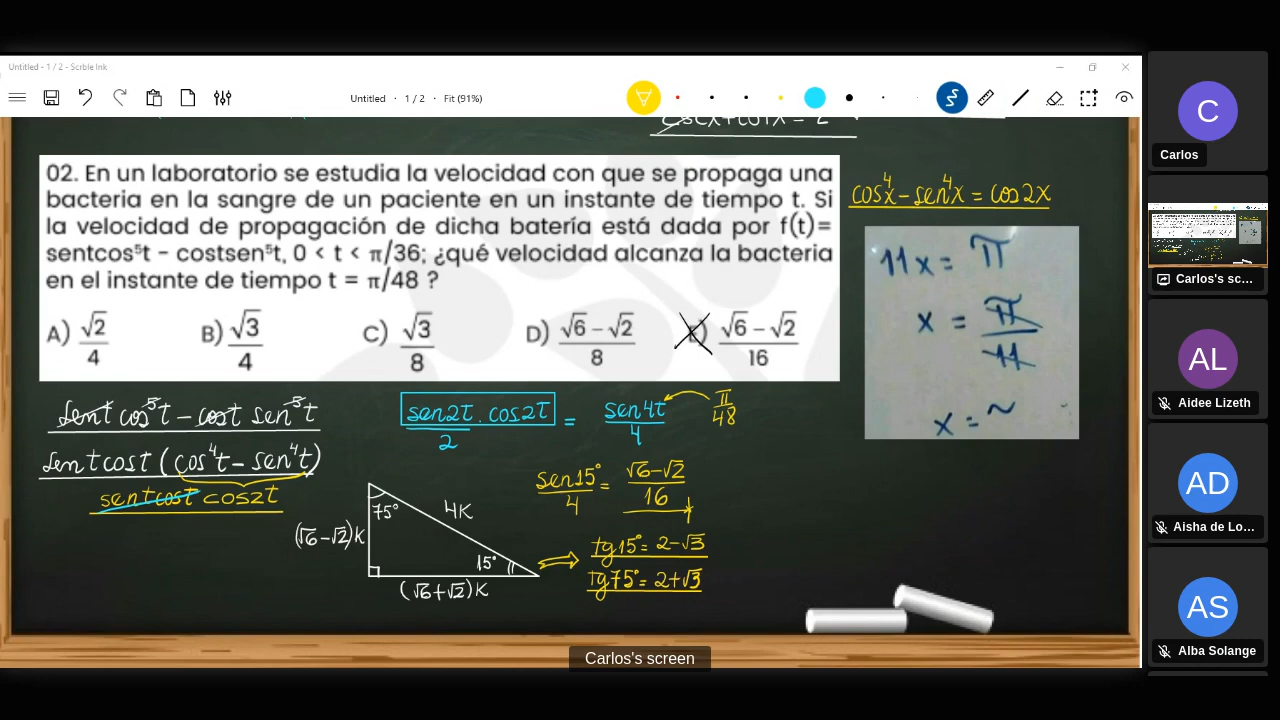 Untitled - 1 / 2 - Scrble Ink
Untitled • 1 / 2 • Fit (91%)
cscx+cotx = 2
02. En un laboratorio se estudia la velocidad con que se propaga una
bacteria en la sangre de un paciente en un instante de tiempo t. Si
la velocidad de propagación de dicha batería está dada por f(t)=
sentcos⁵t - costsen⁵t, 0 < t < π/36; ¿qué velocidad alcanza la bacteria
en el instante de tiempo t = π/48 ?
A) √2/4 B) √3/4 C) √3/8 D) √6 - √2/8 E) √6 - √2/16
cos⁴x - sen⁴x = cos2x
11x = π
x = π/11
x = ~
sent cos⁵t - cost sen⁵t
sentcost (cos⁴t - sen⁴t)
sentcost cos2t
sen2t . cos2t / 2 = sen4t / 4
π/48
sen15°/4 = √6-√2/16
75°
4K
(√6-√2)K
15°
(√6+√2)K
tg15° = 2-√3
tg75° = 2+√3
Carlos's screen
C
Carlos
Carlos's sc...
AL
Aidee Lizeth
AD
Aisha de Lo...
AS
Alba Solange